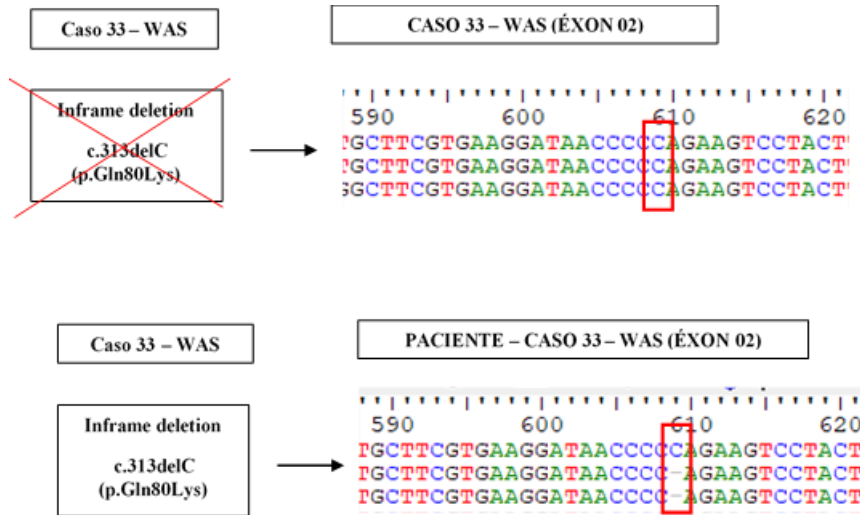 Caso 33 – WAS
CASO 33 – WAS (ÉXON 02)
Inframe deletion
c.313delC
(p.Gln80Lys)
590 600 610 620
TGCTTCGTGAAGGATAACCCCCAGAAGTCCTACT
TGCTTCGTGAAGGATAACCCCCAGAAGTCCTACT
GGCTTCGTGAAGGATAACCCCCAGAAGTCCTACT
Caso 33 – WAS
PACIENTE – CASO 33 – WAS (ÉXON 02)
Inframe deletion
c.313delC
(p.Gln80Lys)
590 600 610 620
TGCTTCGTGAAGGATAACCCCCAGAAGTCCTACT
TGCTTCGTGAAGGATAACCCC-AGAAGTCCTACT
TGCTTCGTGAAGGATAACCCC-AGAAGTCCTACT